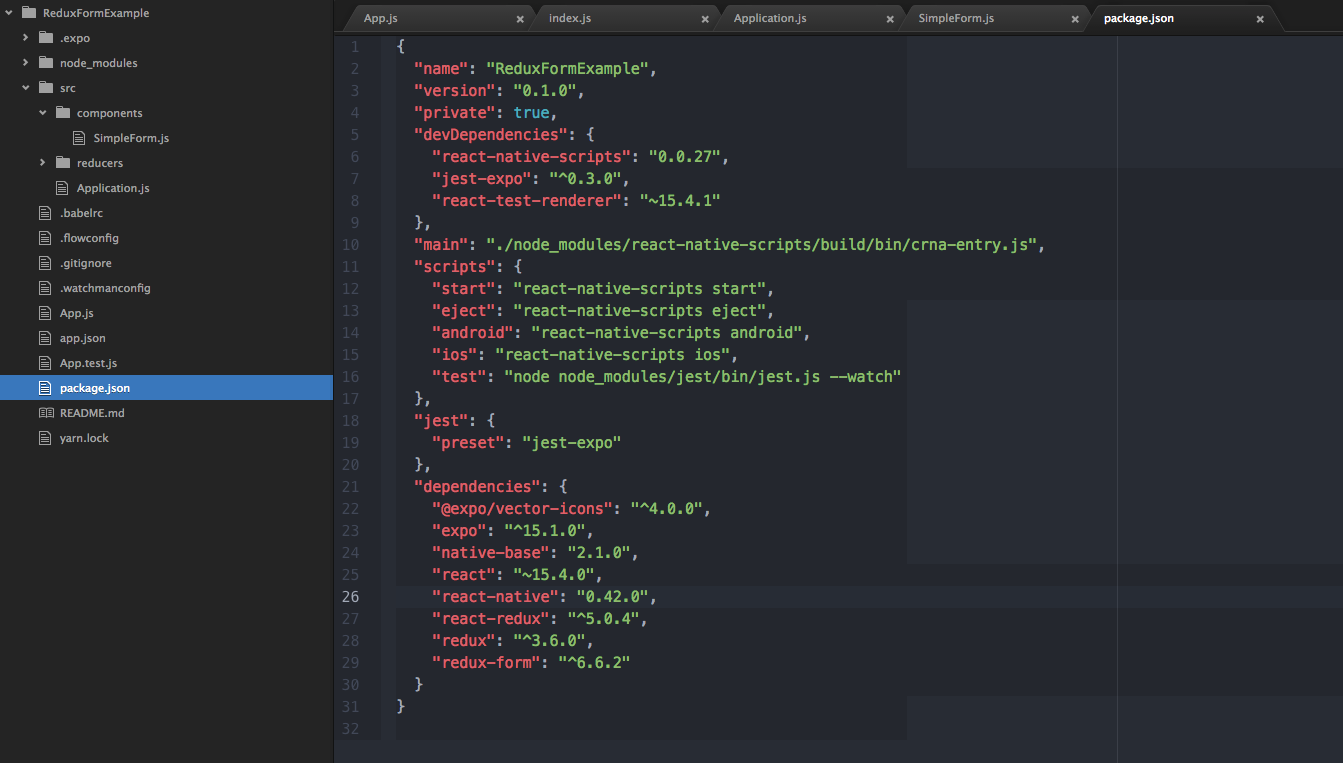 ReduxFormExample
.expo
node_modules
src
components
SimpleForm.js
reducers
Application.js
.babelrc
.flowconfig
.gitignore
.watchmanconfig
App.js
app.json
App.test.js
package.json
README.md
yarn.lock
App.js × index.js × Application.js × SimpleForm.js × package.json ×
1 {
2 "name": "ReduxFormExample",
3 "version": "0.1.0",
4 "private": true,
5 "devDependencies": {
6 "react-native-scripts": "0.0.27",
7 "jest-expo": "^0.3.0",
8 "react-test-renderer": "~15.4.1"
9 },
10 "main": "./node_modules/react-native-scripts/build/bin/crna-entry.js",
11 "scripts": {
12 "start": "react-native-scripts start",
13 "eject": "react-native-scripts eject",
14 "android": "react-native-scripts android",
15 "ios": "react-native-scripts ios",
16 "test": "node node_modules/jest/bin/jest.js --watch"
17 },
18 "jest": {
19 "preset": "jest-expo"
20 },
21 "dependencies": {
22 "@expo/vector-icons": "^4.0.0",
23 "expo": "^15.1.0",
24 "native-base": "2.1.0",
25 "react": "~15.4.0",
26 "react-native": "0.42.0",
27 "react-redux": "^5.0.4",
28 "redux": "^3.6.0",
29 "redux-form": "^6.6.2"
30 }
31 }
32